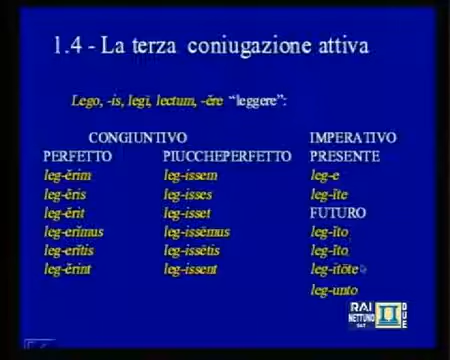 1.4 - La terza coniugazione attiva
Lego, -is, legi, lectum, -ĕre "leggere":
CONGIUNTIVO IMPERATIVO
PERFETTO PIUCCHEPERFETTO PRESENTE
leg-ĕrim leg-issem leg-e
leg-ĕris leg-isses leg-ĭte
leg-ĕrit leg-isset FUTURO
leg-erĭmus leg-issēmus leg-ĭto
leg-erĭtis leg-issētis leg-ĭto
leg-ĕrint leg-issent leg-itōte
leg-unto
RAI
NETTUNO
SAT
DUE